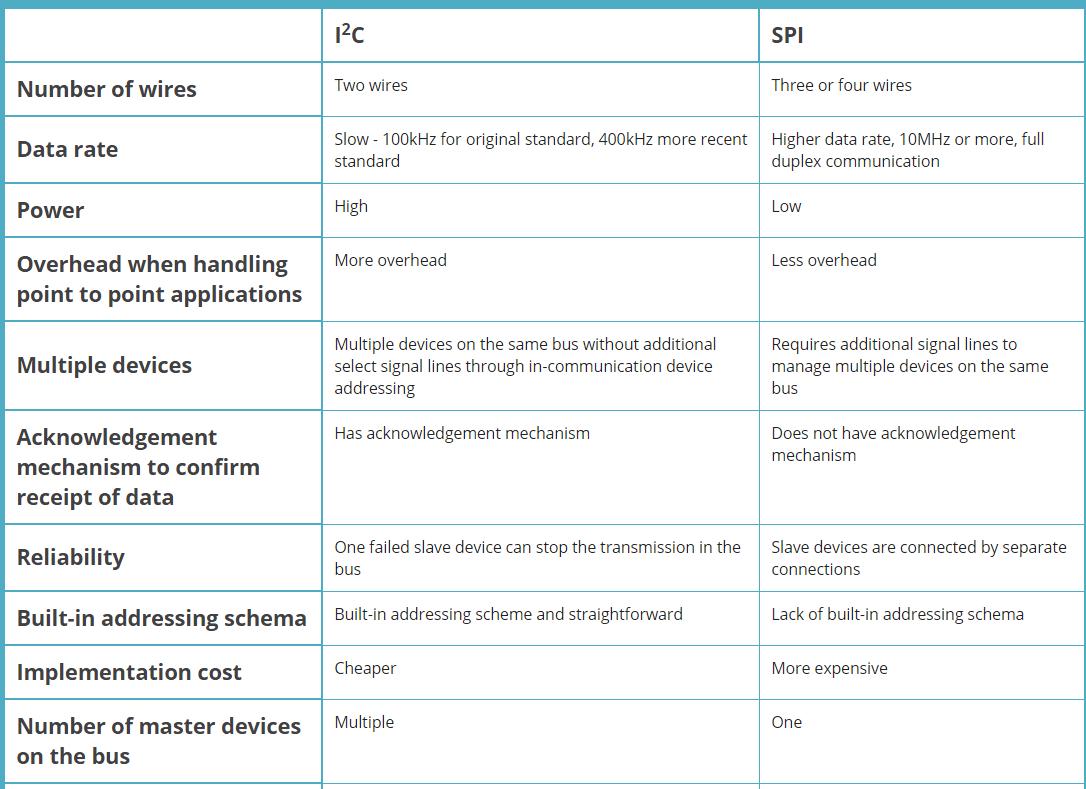 I²C
SPI
Number of wires
Two wires
Three or four wires
Data rate
Slow - 100kHz for original standard, 400kHz more recent
standard
Higher data rate, 10MHz or more, full
duplex communication
Power
High
Low
Overhead when handling
point to point applications
More overhead
Less overhead
Multiple devices
Multiple devices on the same bus without additional
select signal lines through in-communication device
addressing
Requires additional signal lines to
manage multiple devices on the same
bus
Acknowledgement
mechanism to confirm
receipt of data
Has acknowledgement mechanism
Does not have acknowledgement
mechanism
Reliability
One failed slave device can stop the transmission in the
bus
Slave devices are connected by separate
connections
Built-in addressing schema
Built-in addressing scheme and straightforward
Lack of built-in addressing schema
Implementation cost
Cheaper
More expensive
Number of master devices
on the bus
Multiple
One